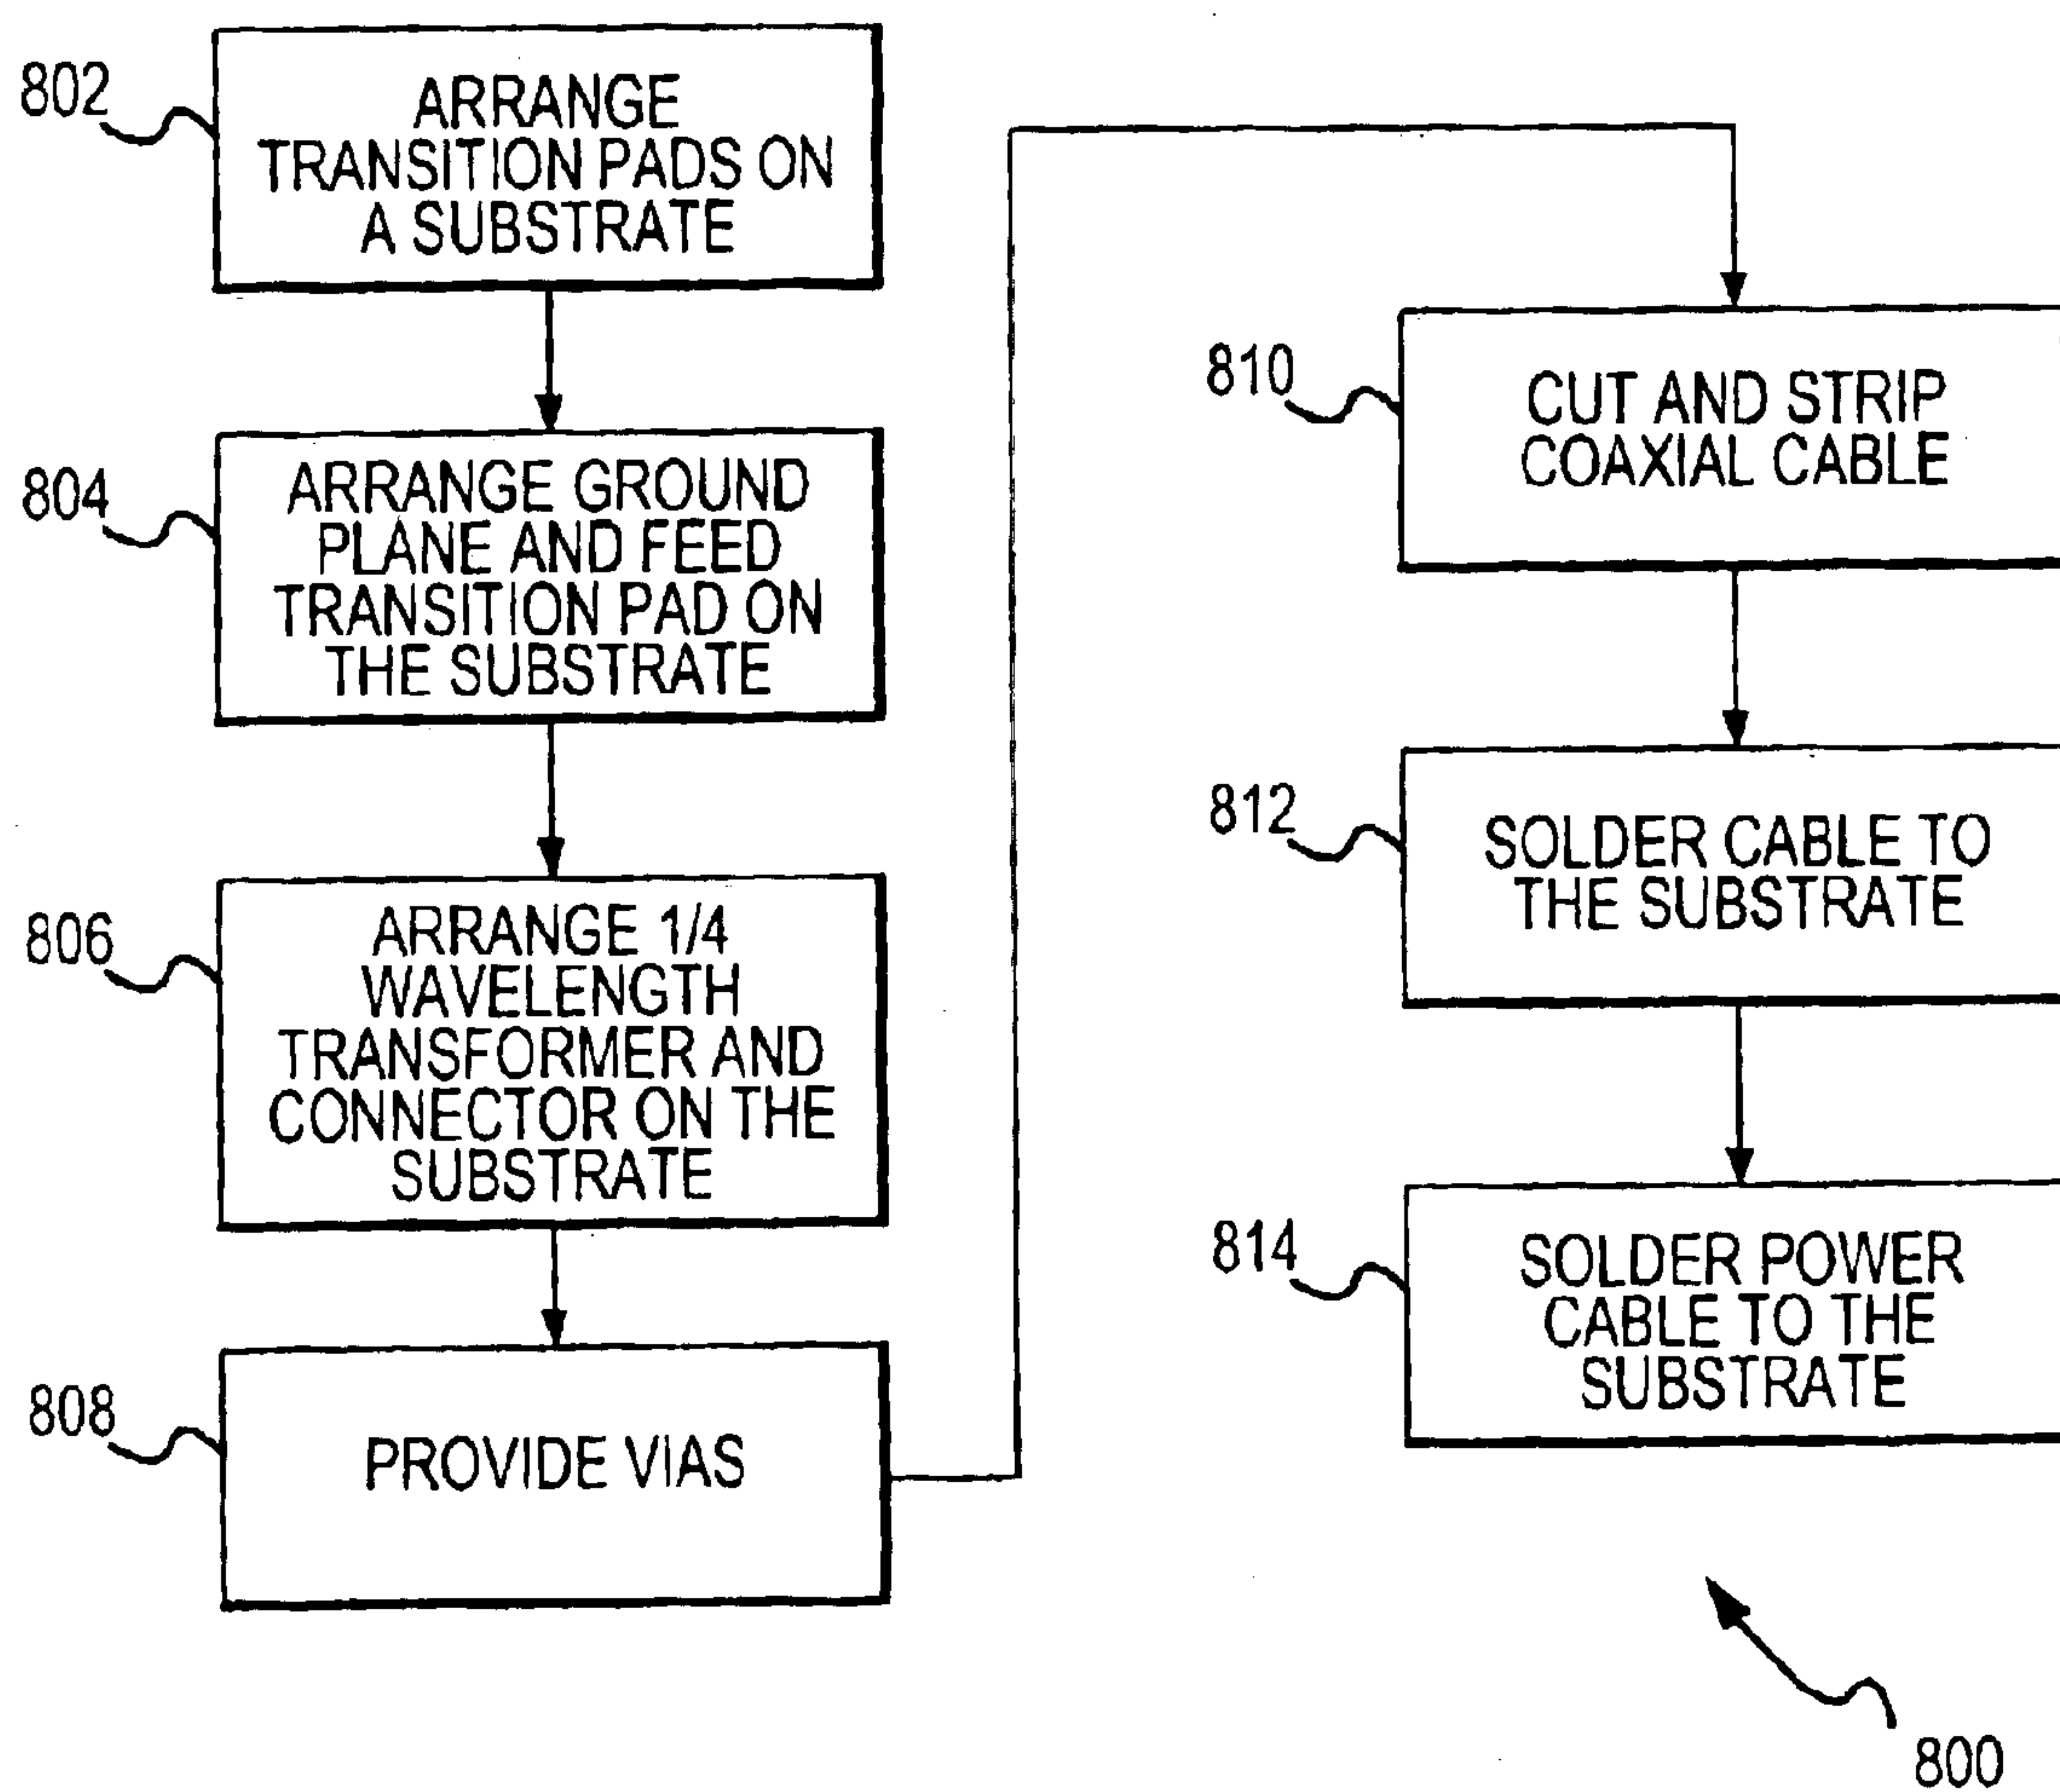 802
ARRANGE
TRANSITION PADS ON
A SUBSTRATE
804
ARRANGE GROUND
PLANE AND FEED
TRANSITION PAD ON
THE SUBSTRATE
806
ARRANGE 1/4
WAVELENGTH
TRANSFORMER AND
CONNECTOR ON THE
SUBSTRATE
808
PROVIDE VIAS
810
CUT AND STRIP
COAXIAL CABLE
812
SOLDER CABLE TO
THE SUBSTRATE
814
SOLDER POWER
CABLE TO THE
SUBSTRATE
800